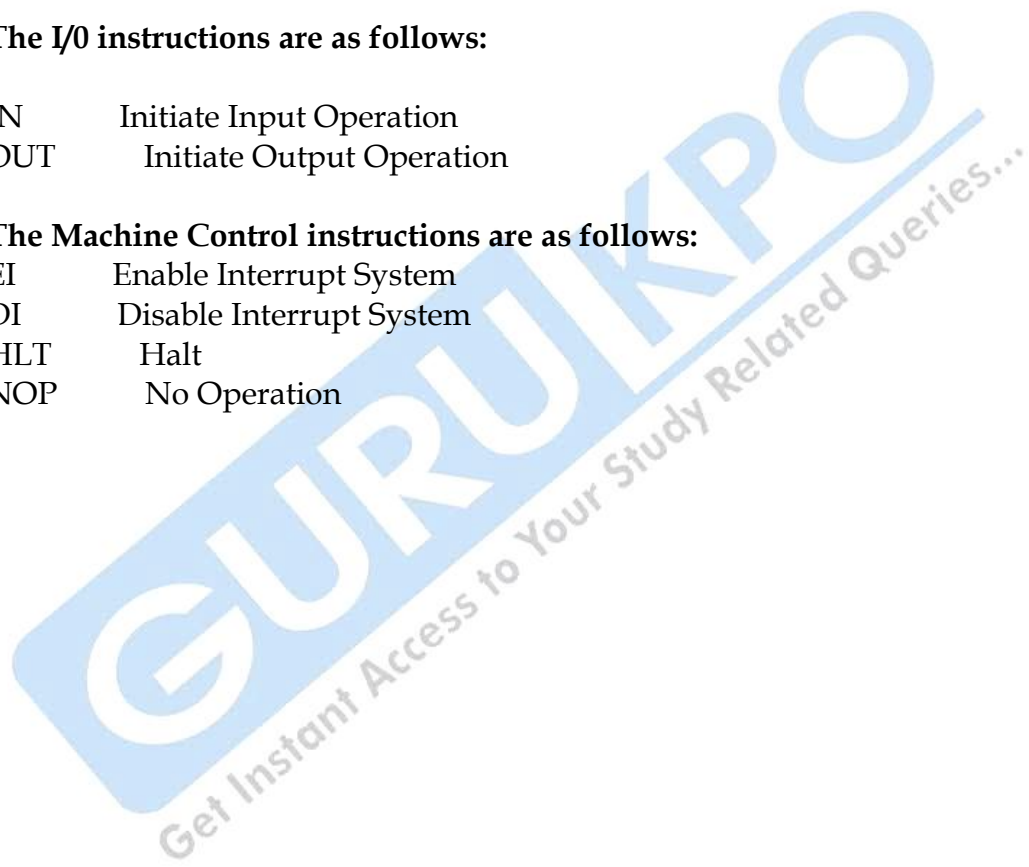 The I/0 instructions are as follows:
IN Initiate Input Operation
OUT Initiate Output Operation
The Machine Control instructions are as follows:
EI Enable Interrupt System
DI Disable Interrupt System
HLT Halt
NOP No Operation
GURUKPO
Get Instant Access to Your Study Related Queries...